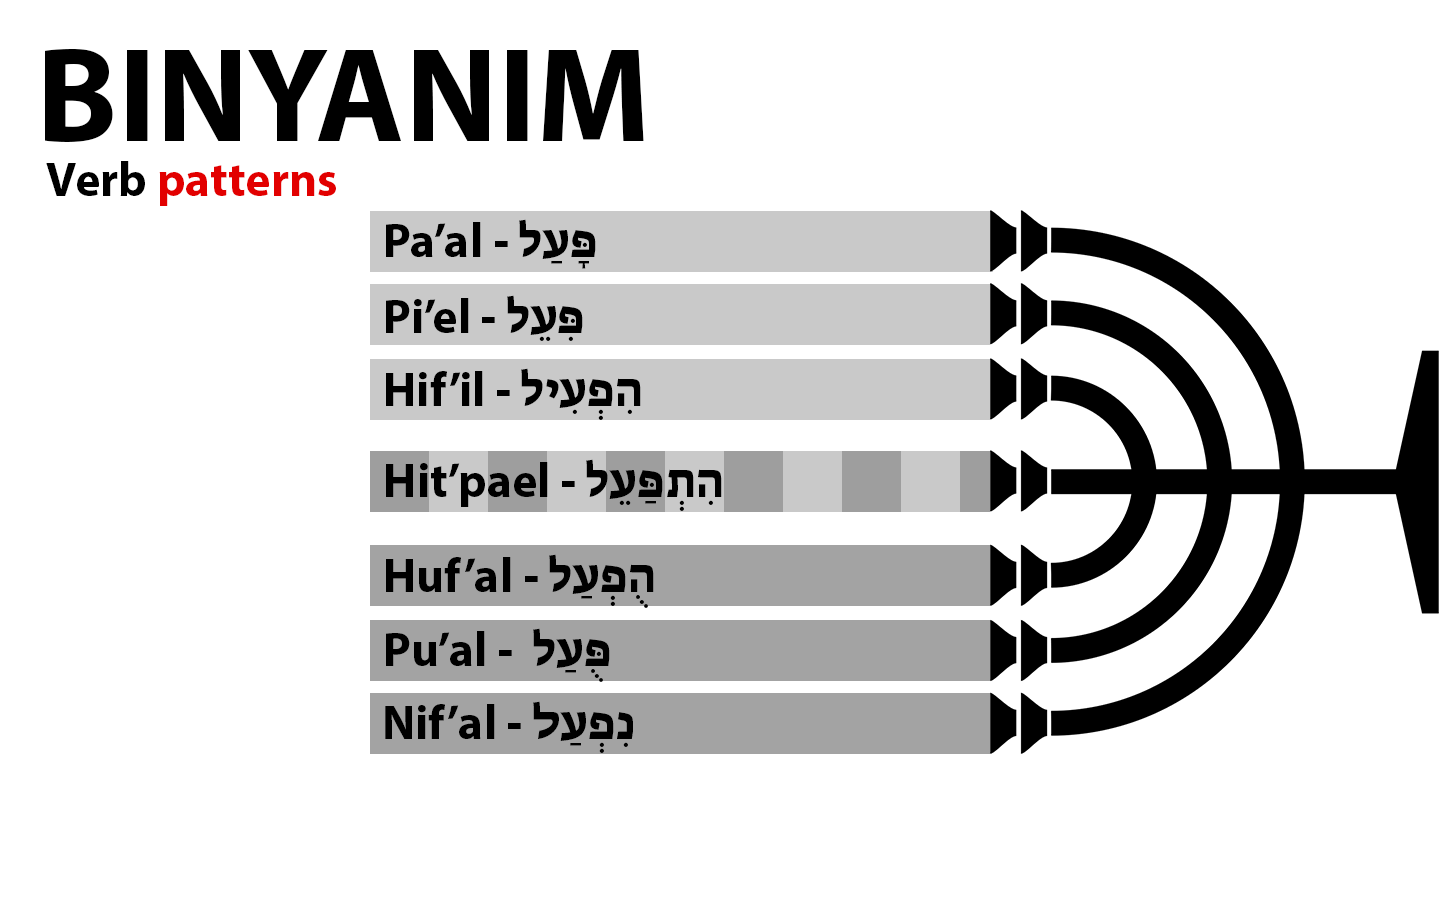 BINYANIM
Verb patterns
Pa’al - פָּעַל
Pi’el - פִּעֵל
Hif’il - הִפְעִיל
Hit’pael - הִתְפַּעֵל
Huf’al - הֻפְעַל
Pu’al - פֻּעַל
Nif’al - נִפְעַל